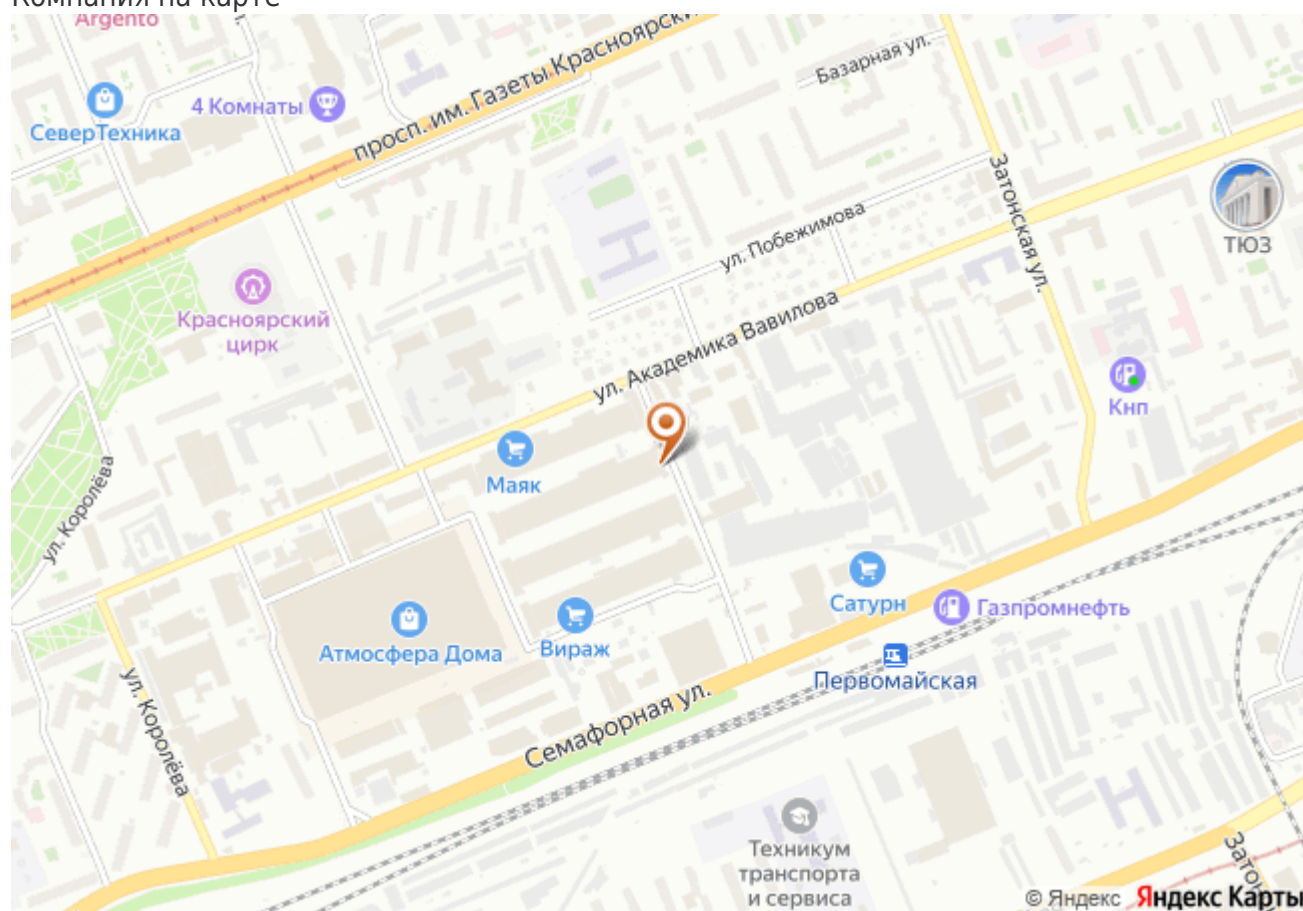 Компания на карте
Argento
просп. им. Газеты Красноярски
Базарная ул.
4 Комнаты
СеверТехника
Затонская ул.
ТЮЗ
ул. Побежимова
Красноярский
цирк
ул. Академика Вавилова
Кнп
Маяк
ул. Королёва
Сатурн
Газпромнефть
Атмосфера Дома
Вираж
Первомайская
ул. Королёва
Семафорная ул.
Техникум
транспорта
и сервиса
Затон
© Яндекс Яндекс Карты